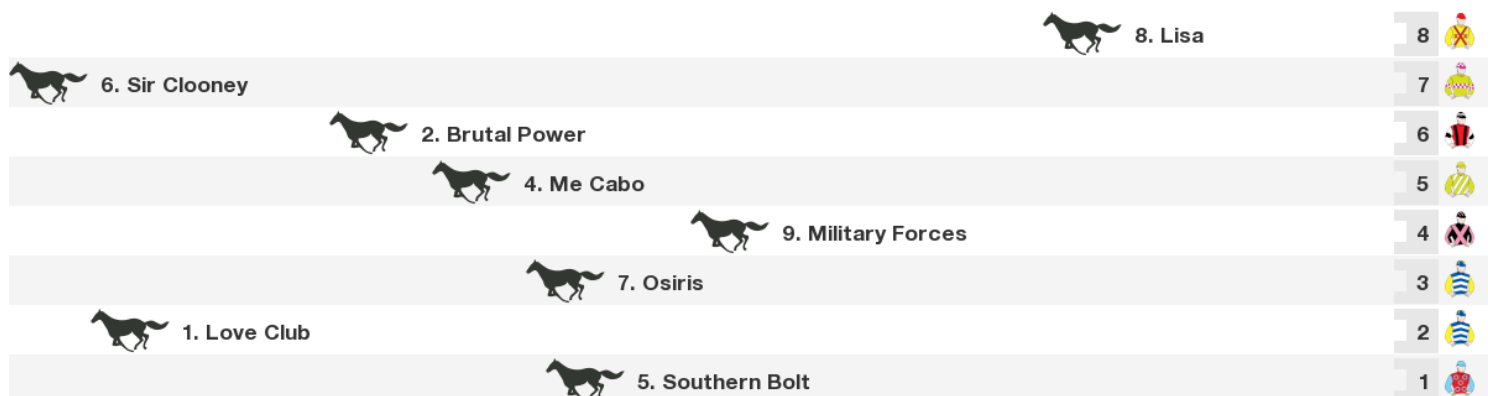 8. Lisa 8
6. Sir Clooney 7
2. Brutal Power 6
4. Me Cabo 5
9. Military Forces 4
7. Osiris 3
1. Love Club 2
5. Southern Bolt 1